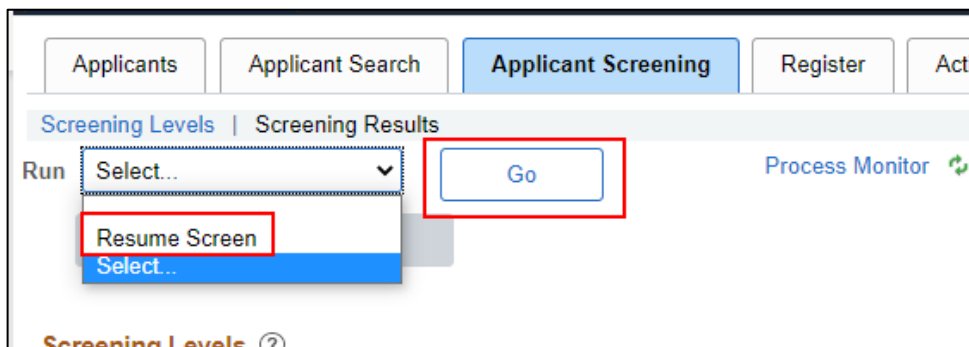 Applicants Applicant Search Applicant Screening Register Act
Screening Levels | Screening Results
Run Select... Go Process Monitor
Resume Screen
Select...
Screening Levels ?